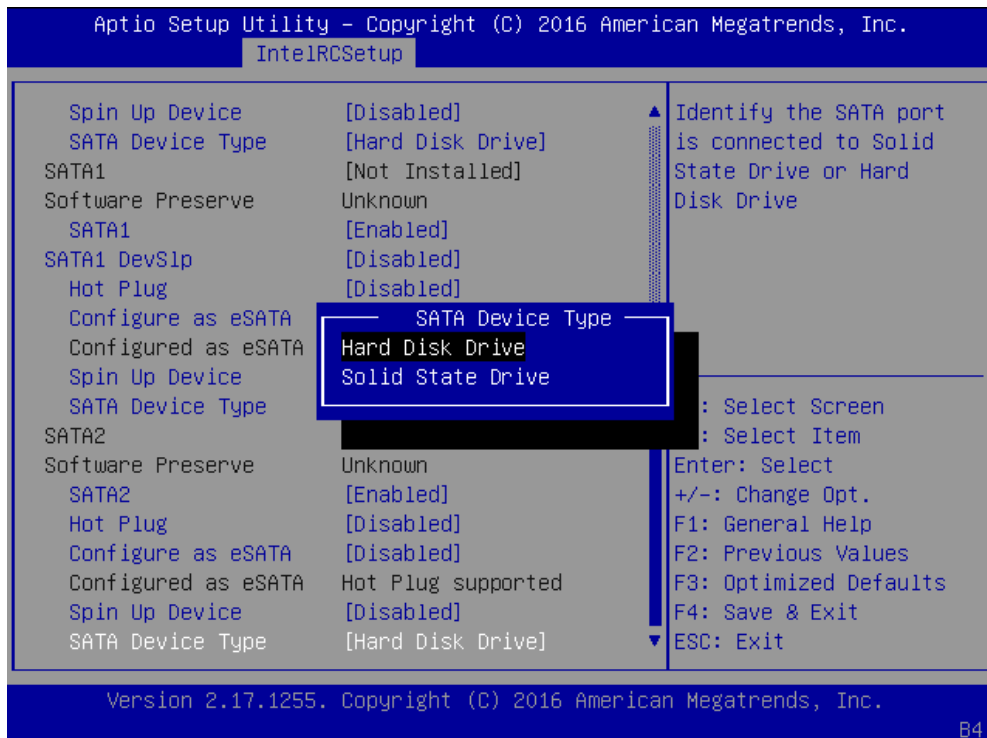 Aptio Setup Utility – Copyright (C) 2016 American Megatrends, Inc.
IntelRCSetup
Spin Up Device [Disabled]
SATA Device Type [Hard Disk Drive]
SATA1 [Not Installed]
Software Preserve Unknown
SATA1 [Enabled]
SATA1 DevSlp [Disabled]
Hot Plug [Disabled]
Configure as eSATA
Configured as eSATA
Spin Up Device
SATA Device Type
SATA2
Software Preserve Unknown
SATA2 [Enabled]
Hot Plug [Disabled]
Configure as eSATA [Disabled]
Configured as eSATA Hot Plug supported
Spin Up Device [Disabled]
SATA Device Type [Hard Disk Drive]
SATA Device Type
Hard Disk Drive
Solid State Drive
Identify the SATA port
is connected to Solid
State Drive or Hard
Disk Drive
: Select Screen
: Select Item
Enter: Select
+/-: Change Opt.
F1: General Help
F2: Previous Values
F3: Optimized Defaults
F4: Save & Exit
ESC: Exit
Version 2.17.1255. Copyright (C) 2016 American Megatrends, Inc.
B4